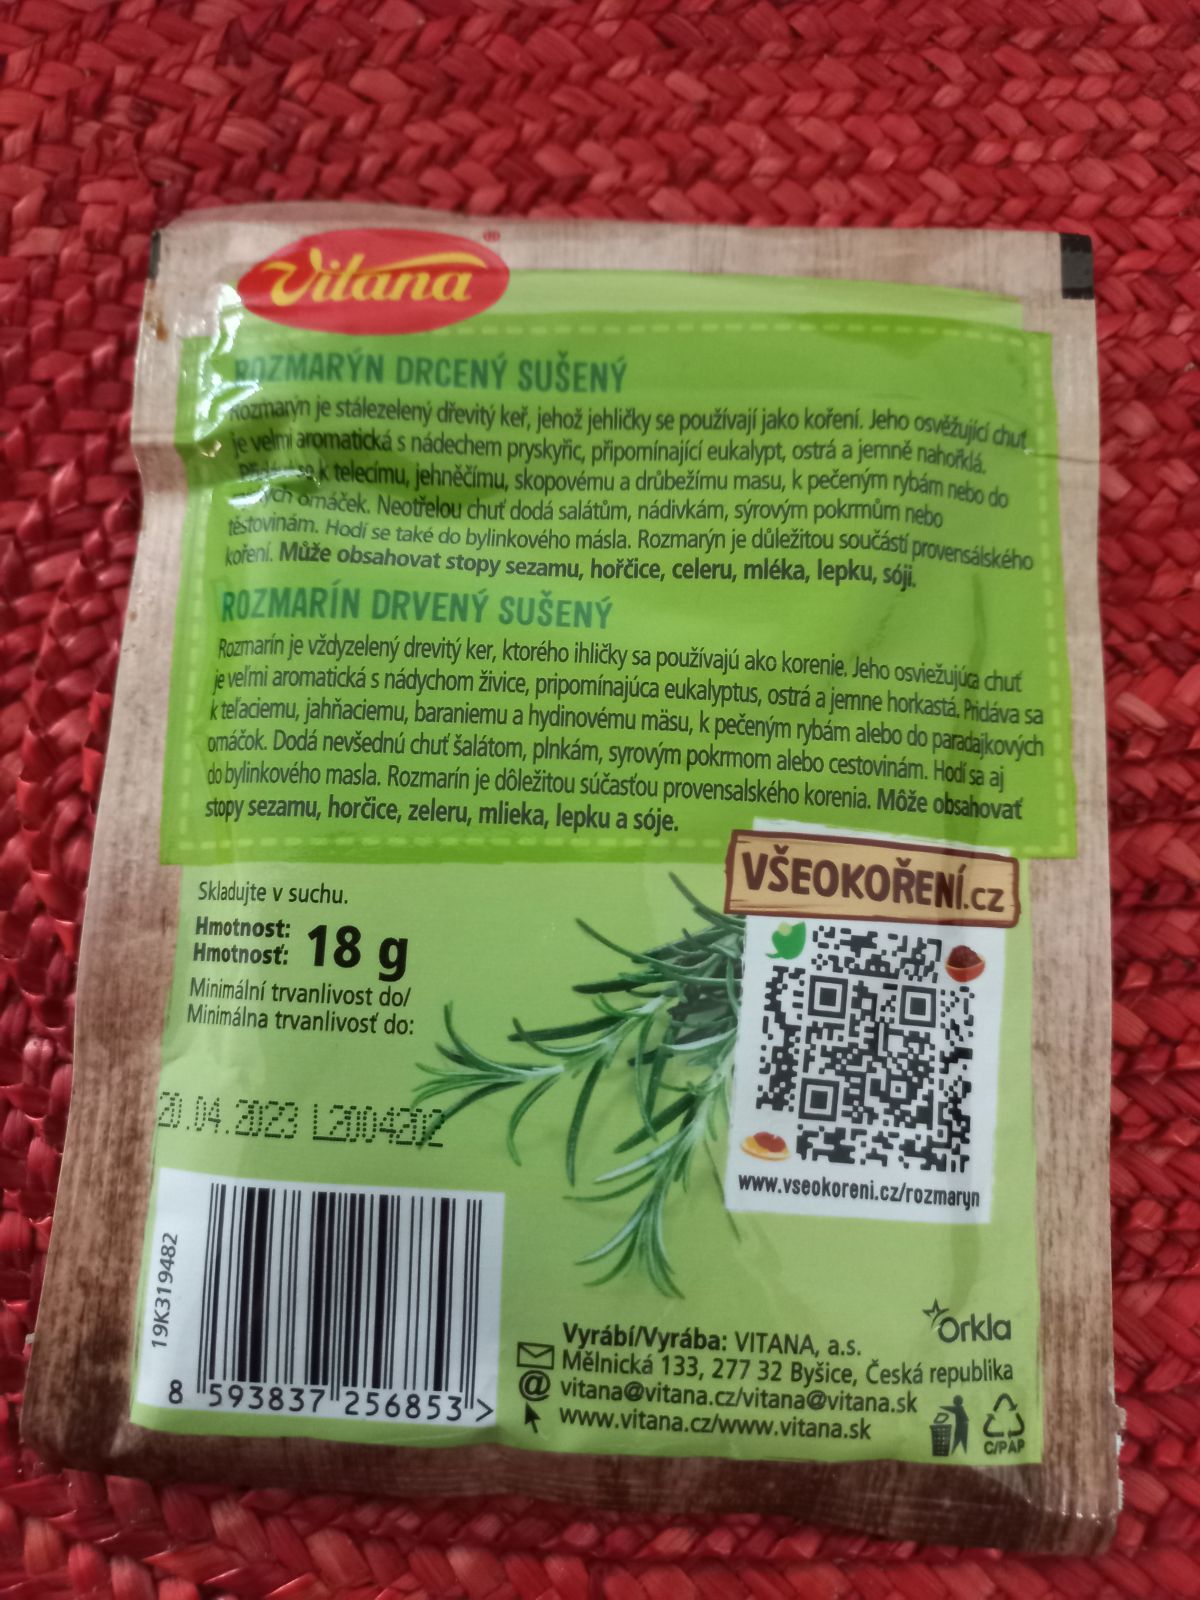 Vitana ®
ROZMARÝN DRCENÝ SUŠENÝ
Rozmarýn je stálezelený dřevitý keř, jehož jehličky se používají jako koření. Jeho osvěžující chuť
je velmi aromatická s nádechem pryskyřic, připomínající eukalypt, ostrá a jemně nahořklá.
se k telecímu, jehněčímu, skopovému a drůbežímu masu, k pečeným rybám nebo do
omáček. Neotřelou chuť dodá salátům, nádivkám, sýrovým pokrmům nebo
těstovinám. Hodí se také do bylinkového másla. Rozmarýn je důležitou součástí provensálského
koření. Může obsahovat stopy sezamu, hořčice, celeru, mléka, lepku, sóji.
ROZMARÍN DRVENÝ SUŠENÝ
Rozmarín je vždyzelený drevitý ker, ktorého ihličky sa používajú ako korenie. Jeho osviežujúca chuť
je veľmi aromatická s nádychom živice, pripomínajúca eukalyptus, ostrá a jemne horkastá. Pridáva sa
k teľaciemu, jahňaciemu, baraniemu a hydinovému mäsu, k pečeným rybám alebo do paradajkových
omáčok. Dodá nevšednú chuť šalátom, plnkám, syrovým pokrmom alebo cestovinám. Hodí sa aj
do bylinkového masla. Rozmarín je dôležitou súčasťou provensalského korenia. Môže obsahovať
stopy sezamu, horčice, zeleru, mlieka, lepku a sóje.
VŠEOKOŘENÍ.cz
Skladujte v suchu.
Hmotnost:
Hmotnosť: 18 g
Minimální trvanlivost do/
Minimálna trvanlivosť do:
20.04.2023 L2004202
www.vseokoreni.cz/rozmaryn
19K319482
8 593837 256853 >
Orkla
Vyrábí/Vyrába: VITANA, a.s.
Mělnická 133, 277 32 Byšice, Česká republika
@ vitana@vitana.cz/vitana@vitana.sk
www.vitana.cz/www.vitana.sk
C/PAP